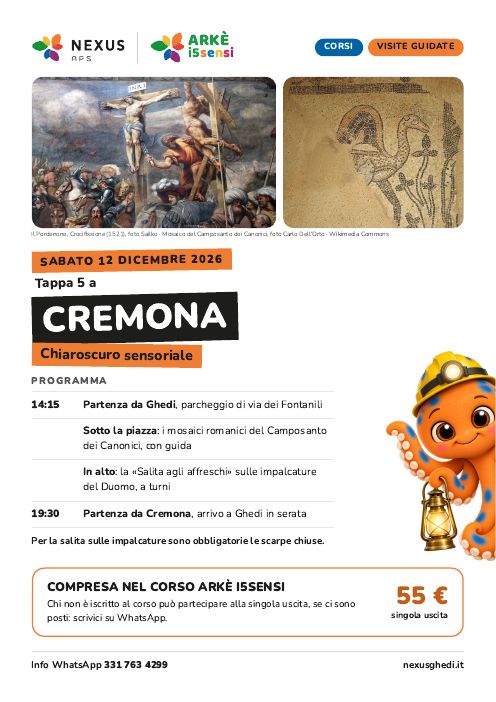 NEXUS
APS
ARKÈ
i5sensi
CORSI
VISITE GUIDATE
INRI
Il Pordenone, Crocifissione (1521), foto Sailko · Mosaico del Camposanto dei Canonici, foto Carlo Dell'Orto · Wikimedia Commons
SABATO 12 DICEMBRE 2026
Tappa 5 a
CREMONA
Chiaroscuro sensoriale
PROGRAMMA
14:15 Partenza da Ghedi, parcheggio di via dei Fontanili
Sotto la piazza: i mosaici romanici del Camposanto
dei Canonici, con guida
In alto: la «Salita agli affreschi» sulle impalcature
del Duomo, a turni
19:30 Partenza da Cremona, arrivo a Ghedi in serata
Per la salita sulle impalcature sono obbligatorie le scarpe chiuse.
COMPRESA NEL CORSO ARKÈ I5SENSI
Chi non è iscritto al corso può partecipare alla singola uscita, se ci sono
posti: scrivici su WhatsApp.
55 €
singola uscita
Info WhatsApp 331 763 4299
nexusghedi.it